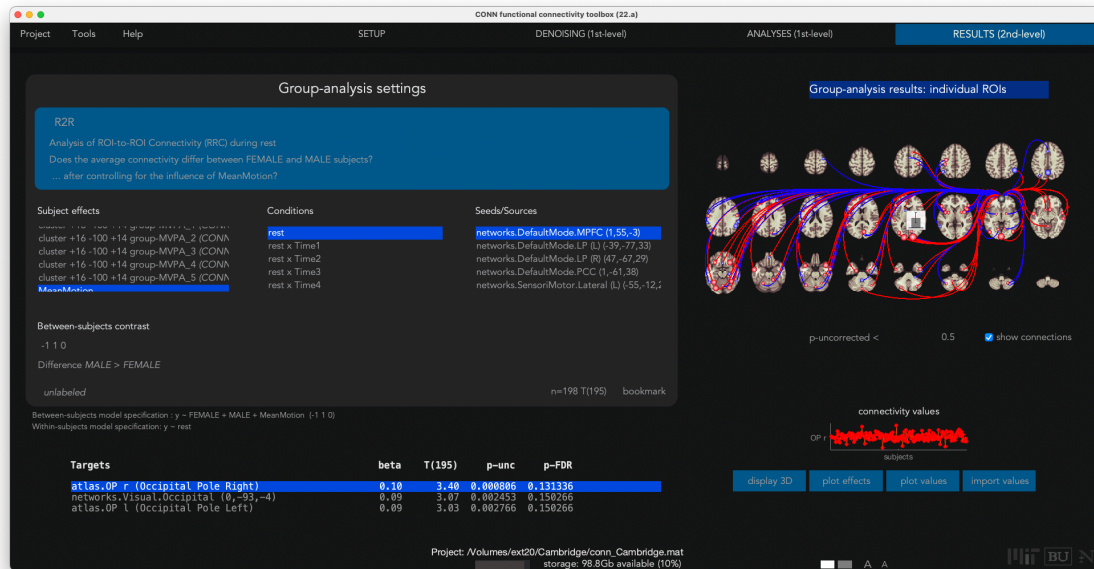 CONN functional connectivity toolbox (22.a)
Project Tools Help SETUP DENOISING (1st-level) ANALYSES (1st-level) RESULTS (2nd-level)
Group-analysis settings
R2R
Analysis of ROI-to-ROI Connectivity (RRC) during rest
Does the average connectivity differ between FEMALE and MALE subjects?
... after controlling for the influence of MeanMotion?
Subject effects
cluster +16 -100 +14 group-MVPA_2 (CONN
cluster +16 -100 +14 group-MVPA_3 (CONN
cluster +16 -100 +14 group-MVPA_4 (CONN
cluster +16 -100 +14 group-MVPA_5 (CONN
MeanMotion
Conditions
rest
rest x Time1
rest x Time2
rest x Time3
rest x Time4
Seeds/Sources
networks.DefaultMode.MPFC (1,55,-3)
networks.DefaultMode.LP (L) (-39,-77,33)
networks.DefaultMode.LP (R) (47,-67,29)
networks.DefaultMode.PCC (1,-61,38)
networks.SensoriMotor.Lateral (L) (-55,-12,2
Between-subjects contrast
-1 1 0
Difference MALE > FEMALE
unlabeled n=198 T(195) bookmark
Between-subjects model specification : y ~ FEMALE + MALE + MeanMotion (-1 1 0)
Within-subjects model specification: y ~ rest
Targets beta T(195) p-unc p-FDR
atlas.OP r (Occipital Pole Right) 0.10 3.40 0.000806 0.131336
networks.Visual.Occipital (0,-93,-4) 0.09 3.07 0.002453 0.150266
atlas.OP l (Occipital Pole Left) 0.09 3.03 0.002766 0.150266
Group-analysis results: individual ROIs
p-uncorrected < 0.5 show connections
connectivity values
OP r
subjects
display 3D plot effects plot values import values
Project: /Volumes/ext20/Cambridge/conn_Cambridge.mat
storage: 98.8Gb available (10%)
A A
MIT BU N